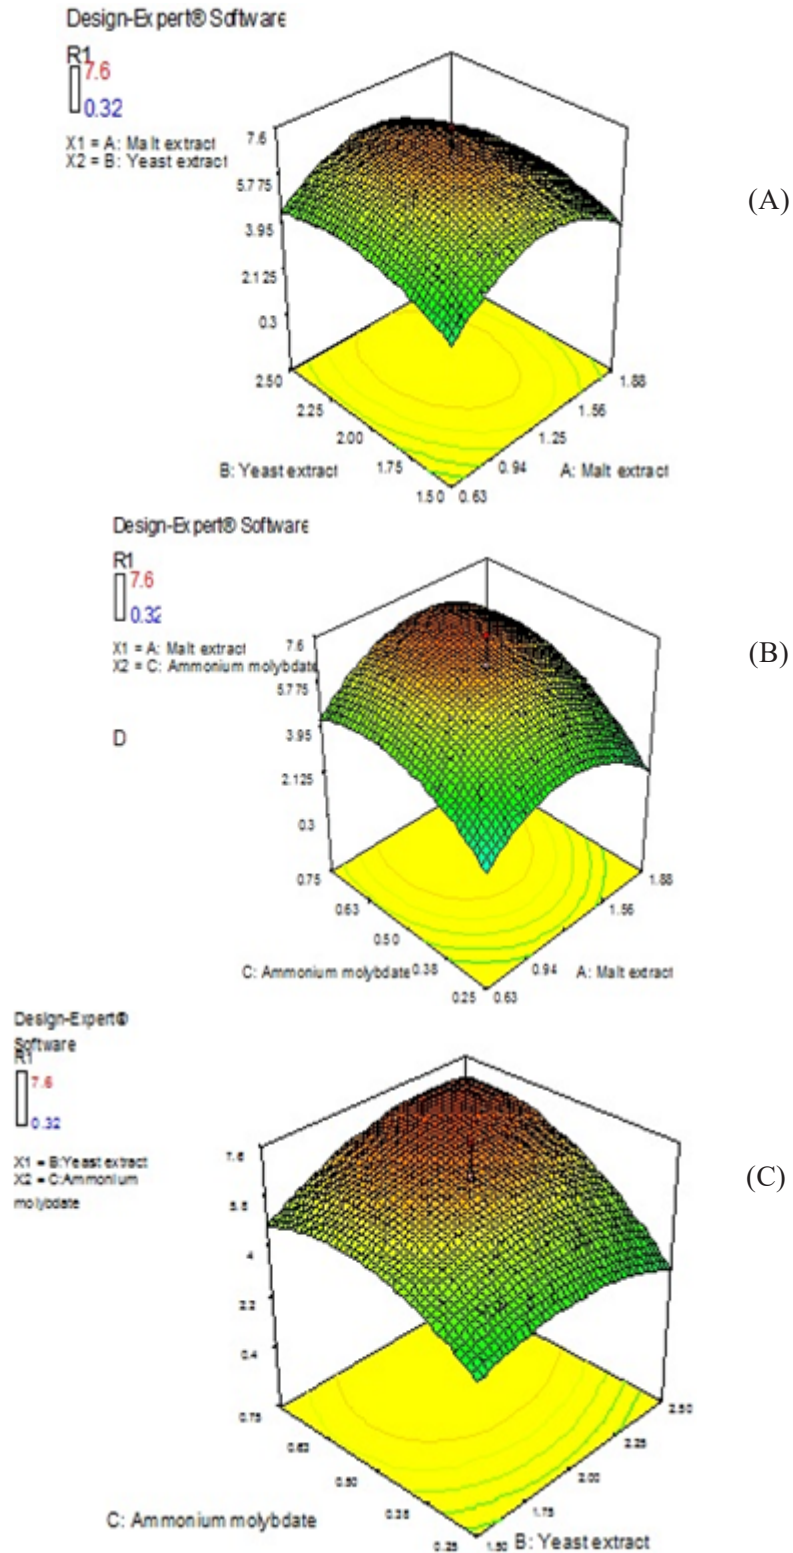 Design-Expert® Software
R1
7.6
0.32
X1 = A: Malt extract
X2 = B: Yeast extract
7.6
5.775
3.95
2.125
0.3
2.50
2.25
2.00
1.75
1.50
0.63
0.94
1.25
1.56
1.88
B: Yeast extract
A: Malt extract
(A)
Design-Expert® Software
R1
7.6
0.32
X1 = A: Malt extract
X2 = C: Ammonium molybdate
D
7.6
5.775
3.95
2.125
0.3
0.75
0.63
0.50
0.38
0.25
0.63
0.94
1.56
1.88
C: Ammonium molybdate
A: Malt extract
(B)
Design-Expert®
Software
R1
7.6
0.32
X1 = B:Yeast extract
X2 = C:Ammonium
molybdate
7.6
5.8
4
2.2
0.4
0.75
0.63
0.50
0.38
0.25
1.50
1.75
2.00
2.25
2.50
C: Ammonium molybdate
B: Yeast extract
(C)